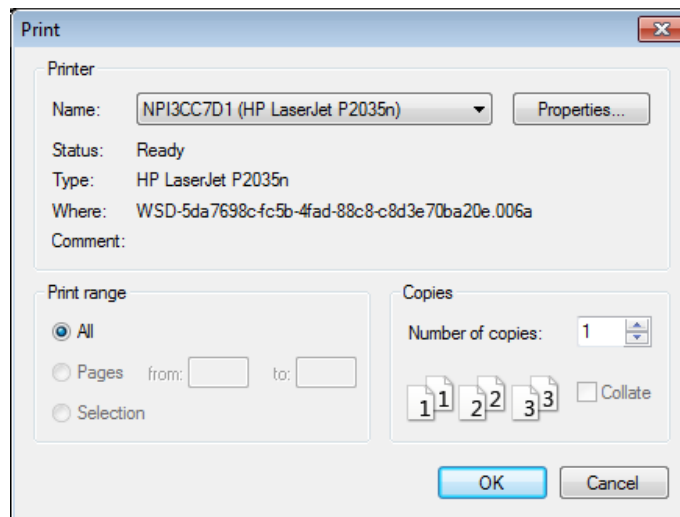 Print
Printer
Name: NPI3CC7D1 (HP LaserJet P2035n) Properties...
Status: Ready
Type: HP LaserJet P2035n
Where: WSD-5da7698c-fc5b-4fad-88c8-c8d3e70ba20e.006a
Comment:
Print range
All
Pages from: to:
Selection
Copies
Number of copies: 1
1 1 2 2 3 3 Collate
OK Cancel